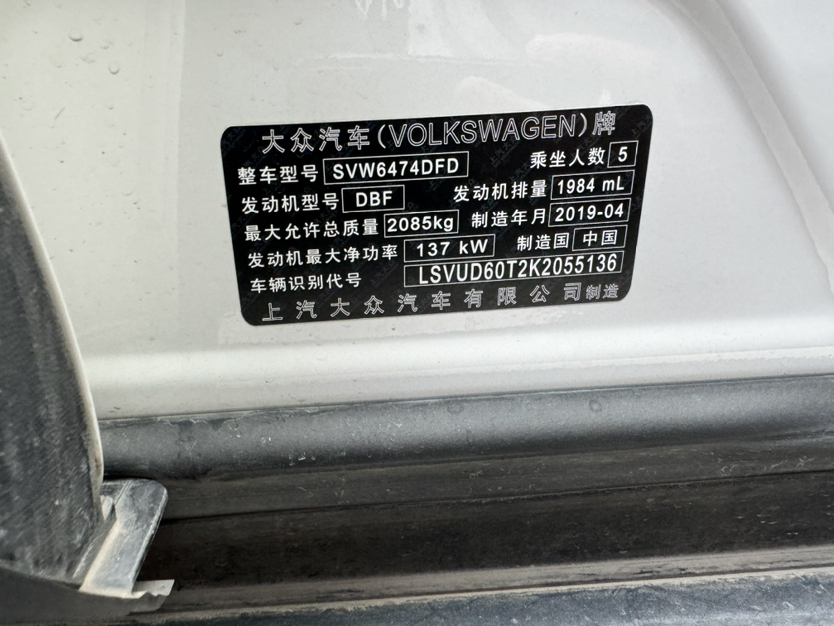 大众汽车(VOLKSWAGEN)牌
整车型号 SVW6474DFD 乘坐人数 5
发动机型号 DBF 发动机排量 1984 mL
最大允许总质量 2085kg 制造年月 2019-04
发动机最大净功率 137 kW 制造国 中国
车辆识别代号 LSVUD60T2K2055136
上汽大众汽车有限公司制造